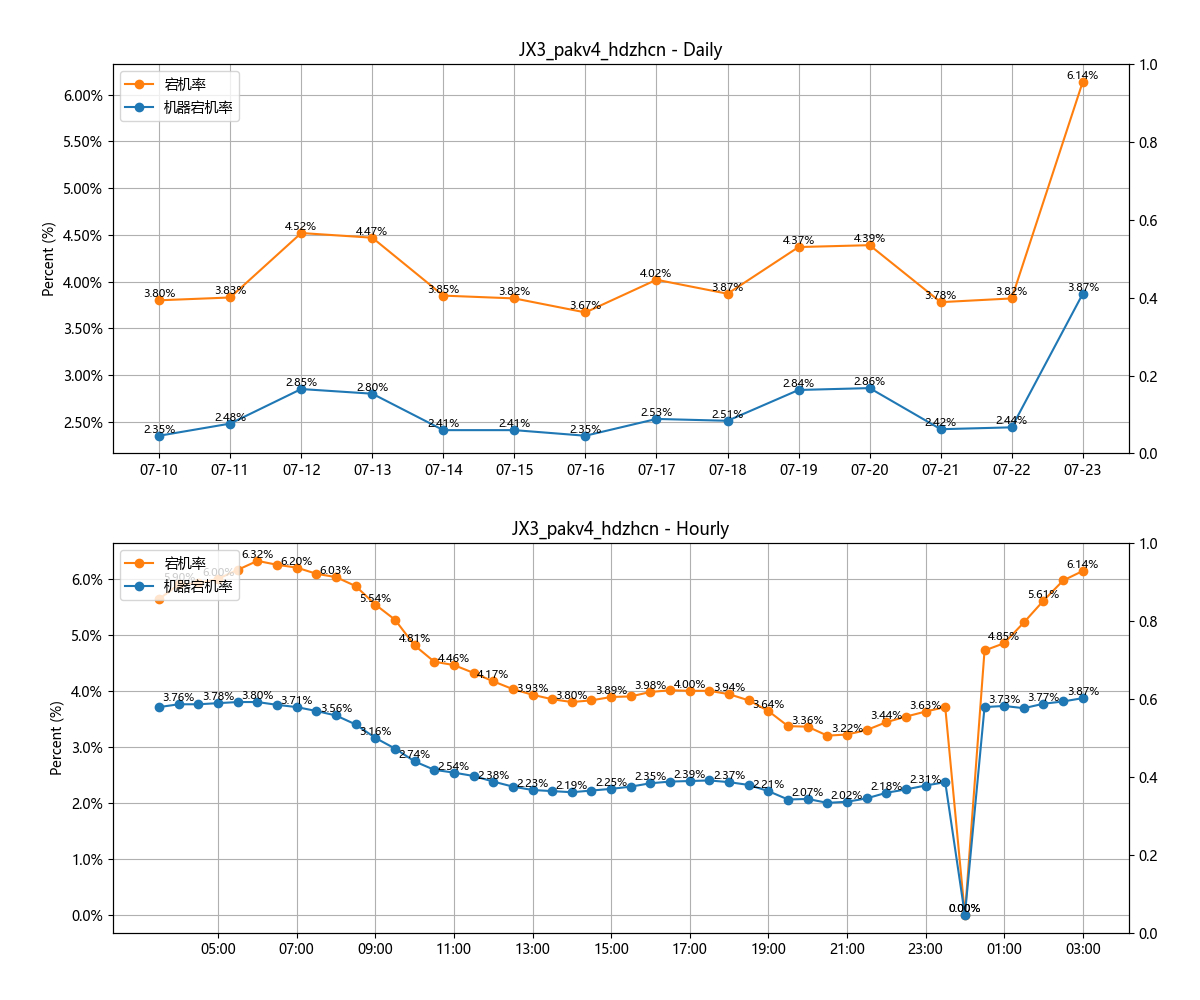 JX3_pakv4_hdzhcn - Daily
宕机率
机器宕机率
Percent (%)
6.00%
5.50%
5.00%
4.50%
4.00%
3.50%
3.00%
2.50%
1.0
0.8
0.6
0.4
0.2
0.0
3.80% 3.83% 4.52% 4.47% 3.85% 3.82% 3.67% 4.02% 3.87% 4.37% 4.39% 3.78% 3.82% 6.14%
2.35% 2.48% 2.85% 2.80% 2.41% 2.41% 2.35% 2.53% 2.51% 2.84% 2.86% 2.42% 2.44% 3.87%
07-10 07-11 07-12 07-13 07-14 07-15 07-16 07-17 07-18 07-19 07-20 07-21 07-22 07-23
JX3_pakv4_hdzhcn - Hourly
宕机率
机器宕机率
Percent (%)
6.0%
5.0%
4.0%
3.0%
2.0%
1.0%
0.0%
1.0
0.8
0.6
0.4
0.2
0.0
6.00% 6.32% 6.20% 6.03% 5.54% 4.81% 4.46% 4.17% 3.93% 3.80% 3.89% 3.98% 4.00% 3.94% 3.64% 3.36% 3.22% 3.44% 3.63% 0.00% 4.85% 5.61% 6.14%
3.76% 3.78% 3.80% 3.71% 3.56% 3.16% 2.74% 2.54% 2.38% 2.23% 2.19% 2.25% 2.35% 2.39% 2.37% 2.21% 2.07% 2.02% 2.18% 2.31% 0.00% 3.73% 3.77% 3.87%
05:00 07:00 09:00 11:00 13:00 15:00 17:00 19:00 21:00 23:00 01:00 03:00